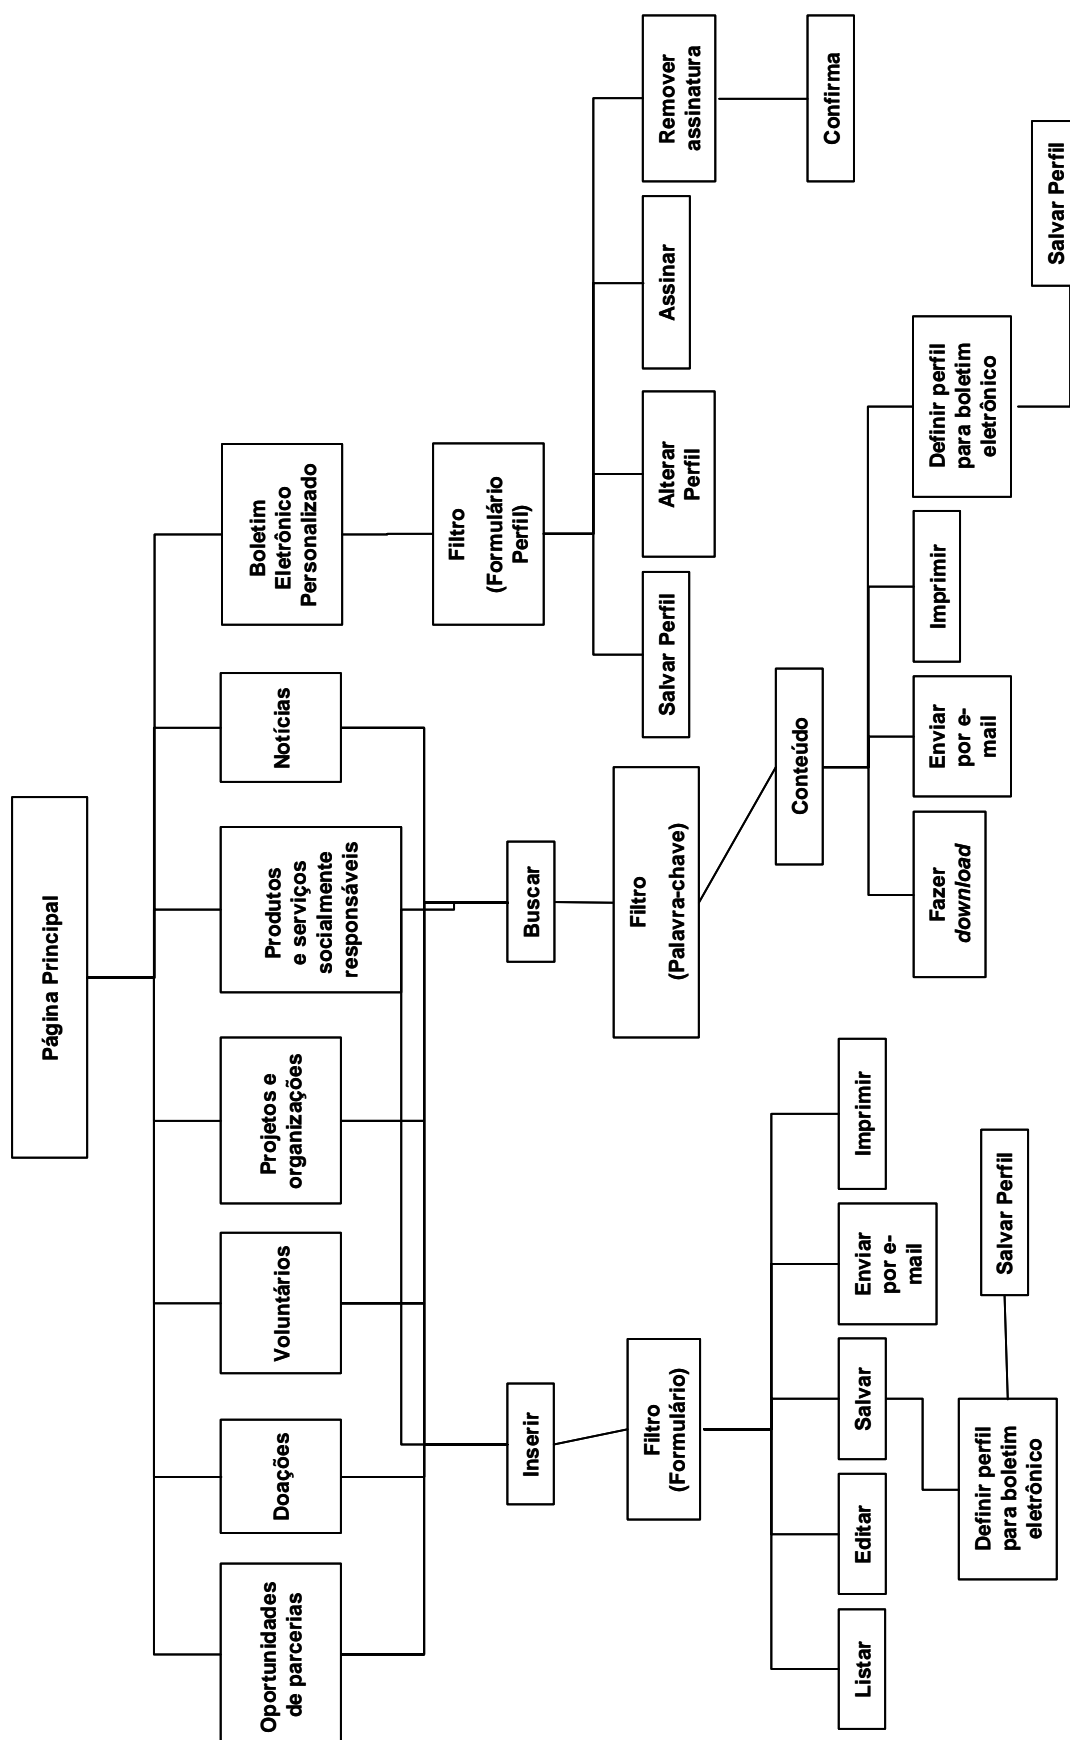 Página Principal
Oportunidades
de parcerias
Doações
Voluntários
Projetos e
organizações
Produtos
e serviços
socialmente
responsáveis
Notícias
Boletim
Eletrônico
Personalizado
Inserir
Buscar
Filtro
(Formulário
Perfil)
Filtro
(Formulário)
Filtro
(Palavra-chave)
Salvar Perfil
Alterar
Perfil
Assinar
Remover
assinatura
Confirma
Conteúdo
Listar
Editar
Salvar
Enviar
por e-
mail
Imprimir
Fazer
download
Enviar
por e-
mail
Imprimir
Definir perfil
para boletim
eletrônico
Definir perfil
para boletim
eletrônico
Salvar Perfil
Salvar Perfil